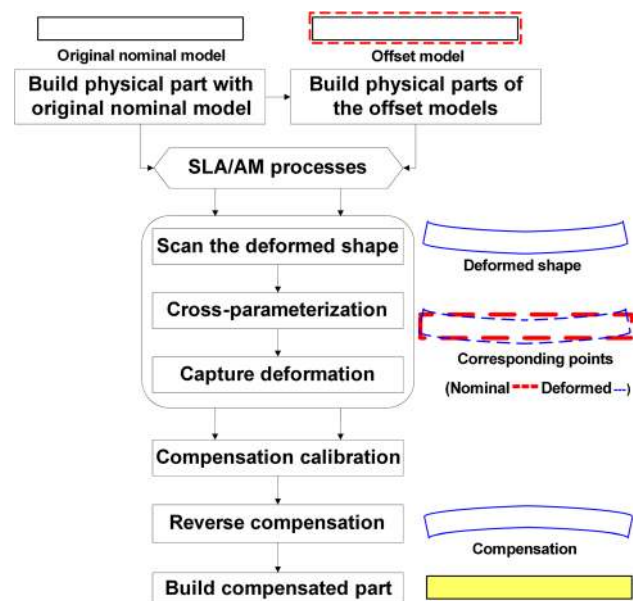 Original nominal model
Offset model
Build physical part with
original nominal model
Build physical parts of
the offset models
SLA/AM processes
Scan the deformed shape
Deformed shape
Cross-parameterization
Corresponding points
Capture deformation
(Nominal Deformed )
Compensation calibration
Reverse compensation
Compensation
Build compensated part